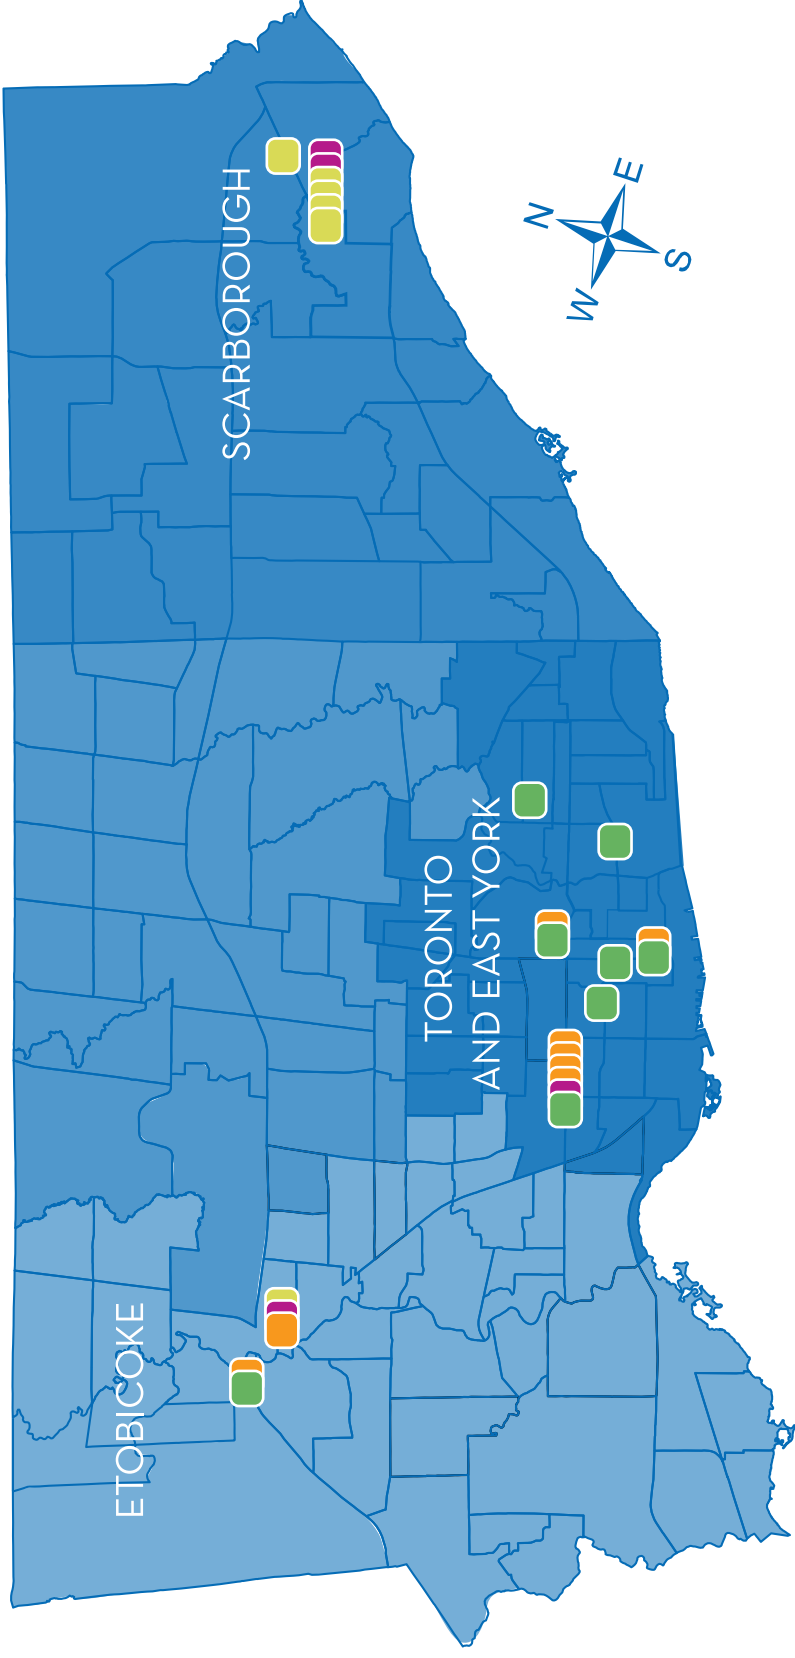 ETOBICOKE
TORONTO
AND EAST YORK
SCARBOROUGH
N
E
S
W